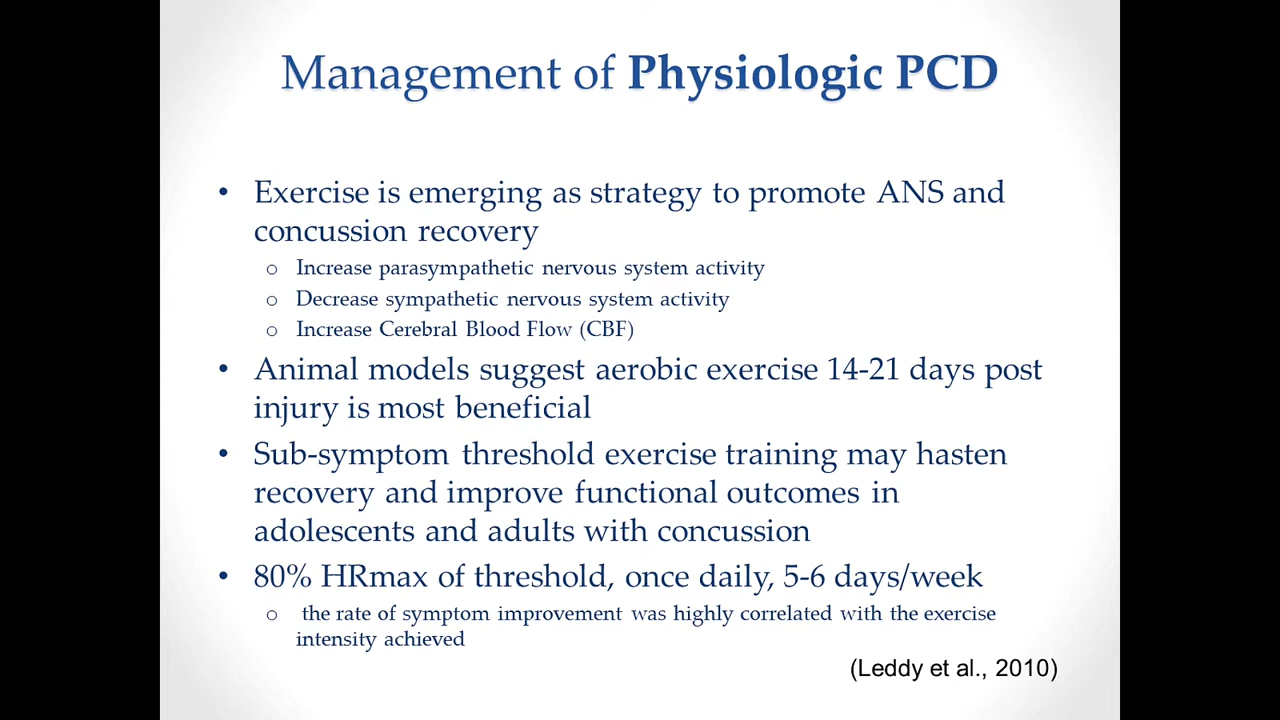 Management of Physiologic PCD
• Exercise is emerging as strategy to promote ANS and
concussion recovery
o Increase parasympathetic nervous system activity
o Decrease sympathetic nervous system activity
o Increase Cerebral Blood Flow (CBF)
• Animal models suggest aerobic exercise 14-21 days post
injury is most beneficial
• Sub-symptom threshold exercise training may hasten
recovery and improve functional outcomes in
adolescents and adults with concussion
• 80% HRmax of threshold, once daily, 5-6 days/week
o the rate of symptom improvement was highly correlated with the exercise
intensity achieved
(Leddy et al., 2010)